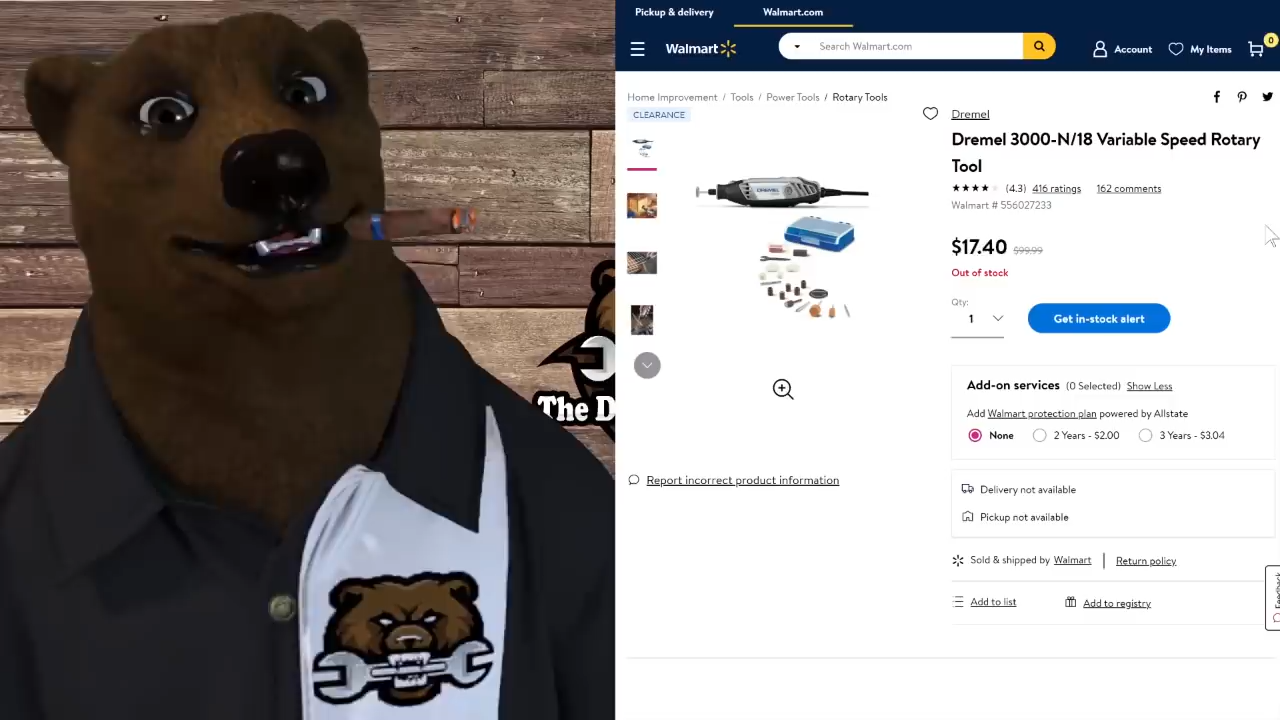 Pickup & delivery
Walmart.com
Walmart
Search Walmart.com
Account
My Items
0
Home Improvement / Tools / Power Tools / Rotary Tools
CLEARANCE
Dremel
Dremel 3000-N/18 Variable Speed Rotary
Tool
(4.3) 416 ratings 162 comments
Walmart # 556027233
$17.40 $99.99
Out of stock
Qty:
1
Get in-stock alert
Add-on services (0 Selected) Show Less
Add Walmart protection plan powered by Allstate
None
2 Years - $2.00
3 Years - $3.04
Report incorrect product information
Delivery not available
Pickup not available
Sold & shipped by Walmart
Return policy
Add to list
Add to registry
Feedback
DREMEL
The D